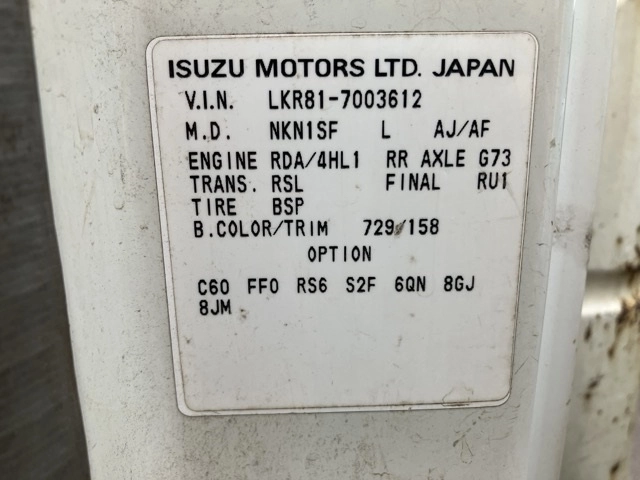 ISUZU MOTORS LTD. JAPAN
V.I.N. LKR81-7003612
M.D. NKN1SF L AJ/AF
ENGINE RDA/4HL1 RR AXLE G73
TRANS. RSL FINAL RU1
TIRE BSP
B.COLOR/TRIM 729/158
OPTION
C60 FF0 RS6 S2F 6QN 8GJ
8JM